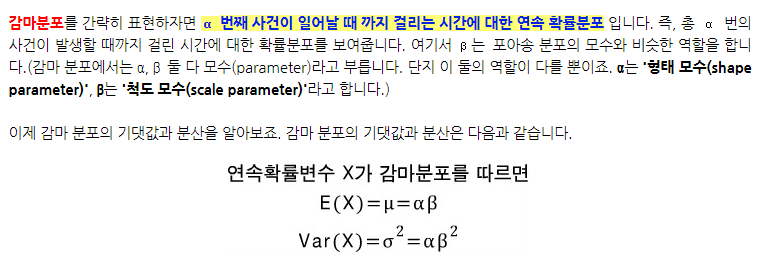 감마분포를 간략히 표현하자면 α 번째 사건이 일어날 때 까지 걸리는 시간에 대한 연속 확률분포 입니다. 즉, 총 α 번의
사건이 발생할 때까지 걸린 시간에 대한 확률분포를 보여줍니다. 여기서 β 는 포아송 분포의 모수와 비슷한 역할을 합니
다.(감마 분포에서는 α, β 둘 다 모수(parameter)라고 부릅니다. 단지 이 둘의 역할이 다를 뿐이죠. α는 '형태 모수(shape
parameter)', β는 '척도 모수(scale parameter)'라고 합니다.)
이제 감마 분포의 기댓값과 분산을 알아보죠. 감마 분포의 기댓값과 분산은 다음과 같습니다.
연속확률변수 X가 감마분포를 따르면
E(X)=μ=αβ
Var(X)=σ²=αβ²